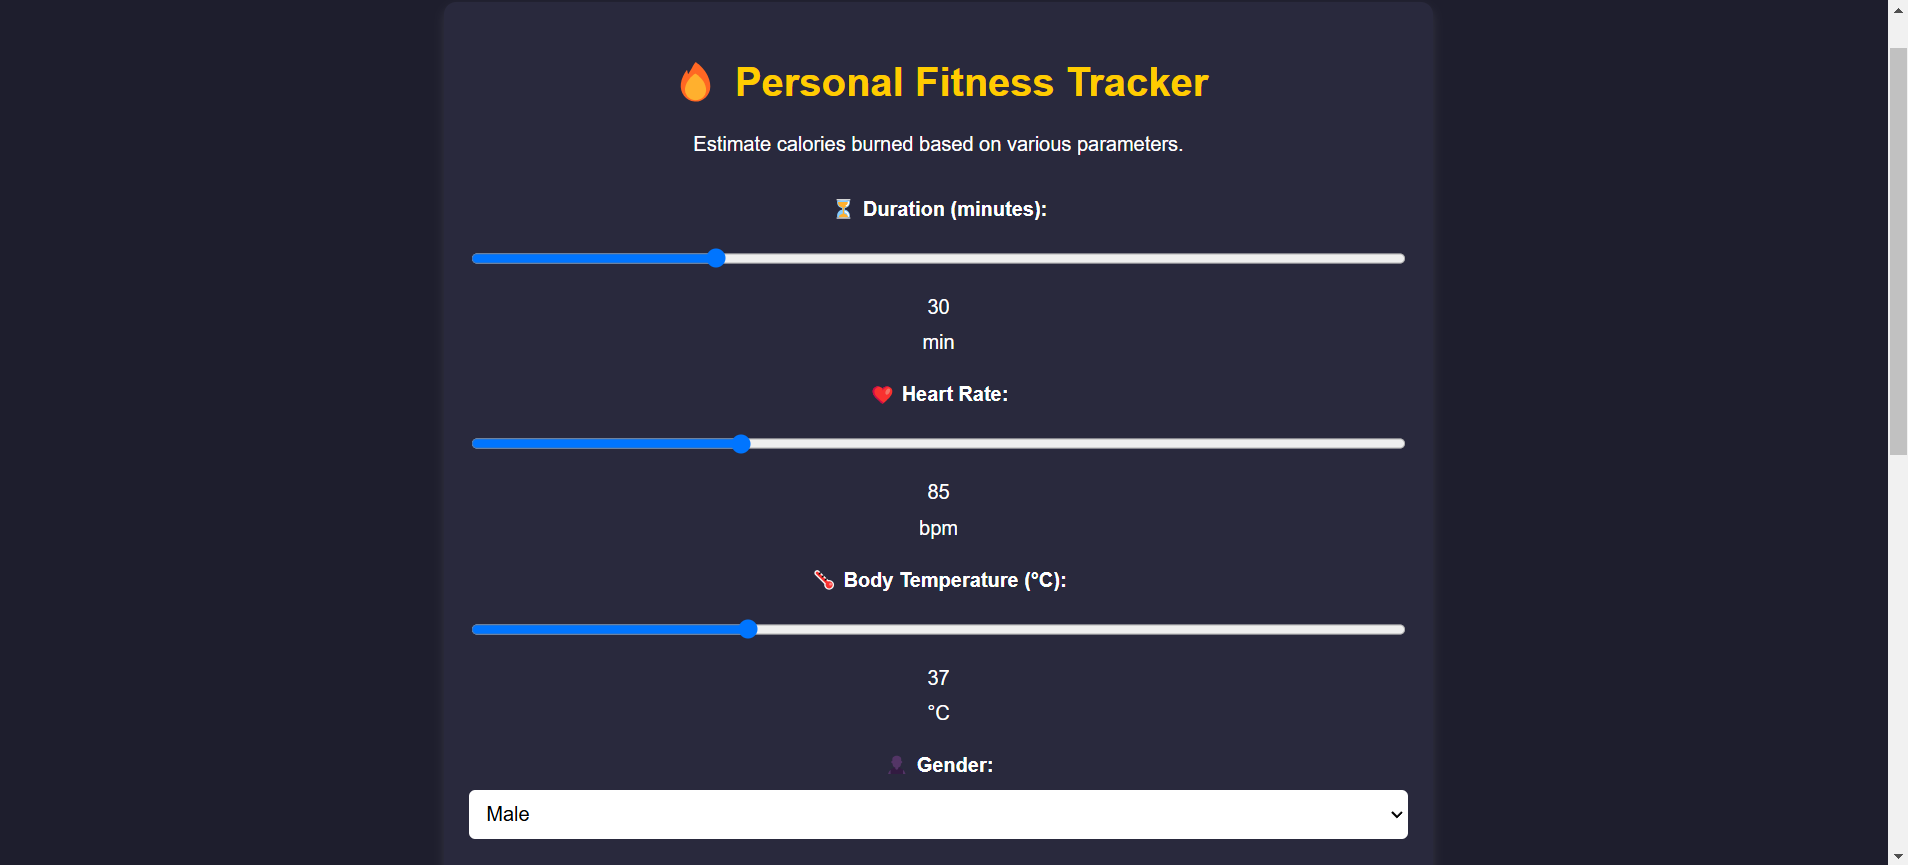 🔥 Personal Fitness Tracker
Estimate calories burned based on various parameters.
⏳ Duration (minutes):
30
min
❤️ Heart Rate:
85
bpm
🌡️ Body Temperature (°C):
37
°C
👤 Gender:
Male